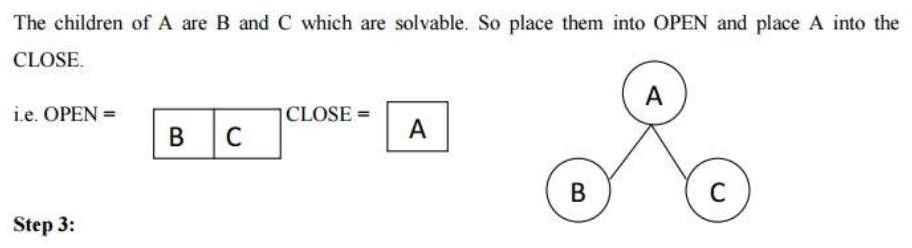 The children of A are B and C which are solvable. So place them into OPEN and place A into the
CLOSE.
i.e. OPEN = B C CLOSE = A
A
B C
Step 3: